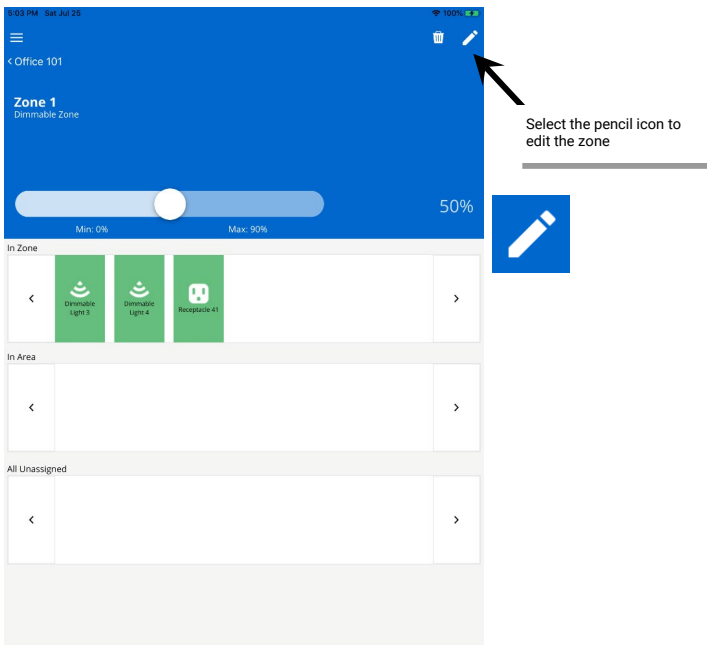 5:03 PM Sat Jul 25
100%
< Office 101
Zone 1
Dimmable Zone
Select the pencil icon to
edit the zone
50%
Min: 0% Max: 90%
In Zone
Dimmable
Light 3
Dimmable
Light 4
Receptacle 41
In Area
All Unassigned